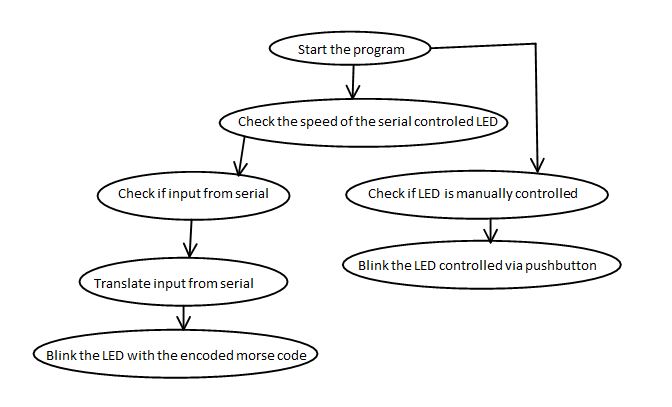 Start the program
Check the speed of the serial controled LED
Check if input from serial
Check if LED is manually controlled
Translate input from serial
Blink the LED controlled via pushbutton
Blink the LED with the encoded morse code